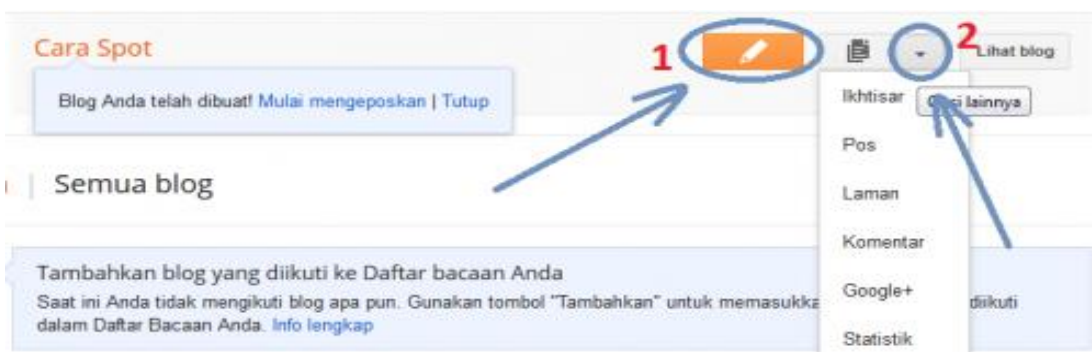 Cara Spot
1
2
Lihat blog
Blog Anda telah dibuat! Mulai mengeposkan | Tutup
Ikhtisar
lainnya
Pos
Semua blog
Laman
Komentar
Tambahkan blog yang diikuti ke Daftar bacaan Anda
Saat ini Anda tidak mengikuti blog apa pun. Gunakan tombol "Tambahkan" untuk diikuti
dalam Daftar Bacaan Anda. Info lengkap
Google+
Statistik